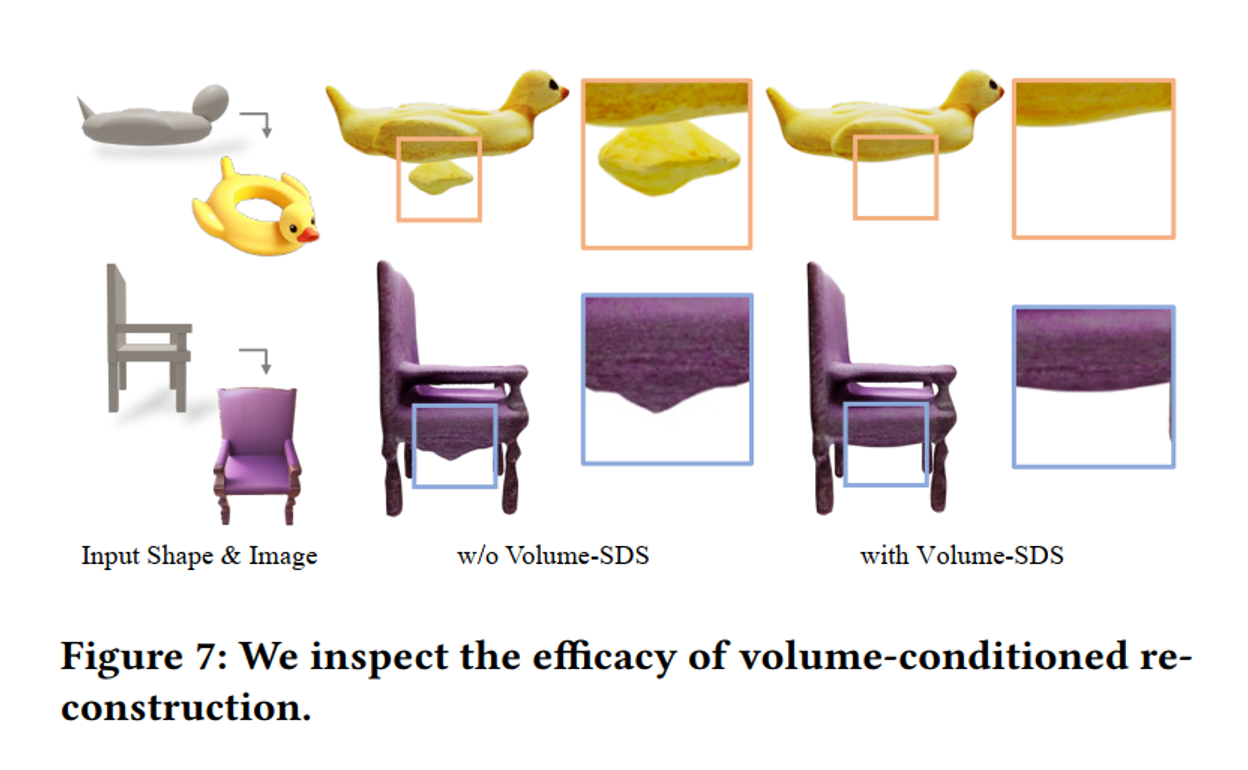 Input Shape & Image
w/o Volume-SDS
with Volume-SDS
Figure 7: We inspect the efficacy of volume-conditioned re-
construction.